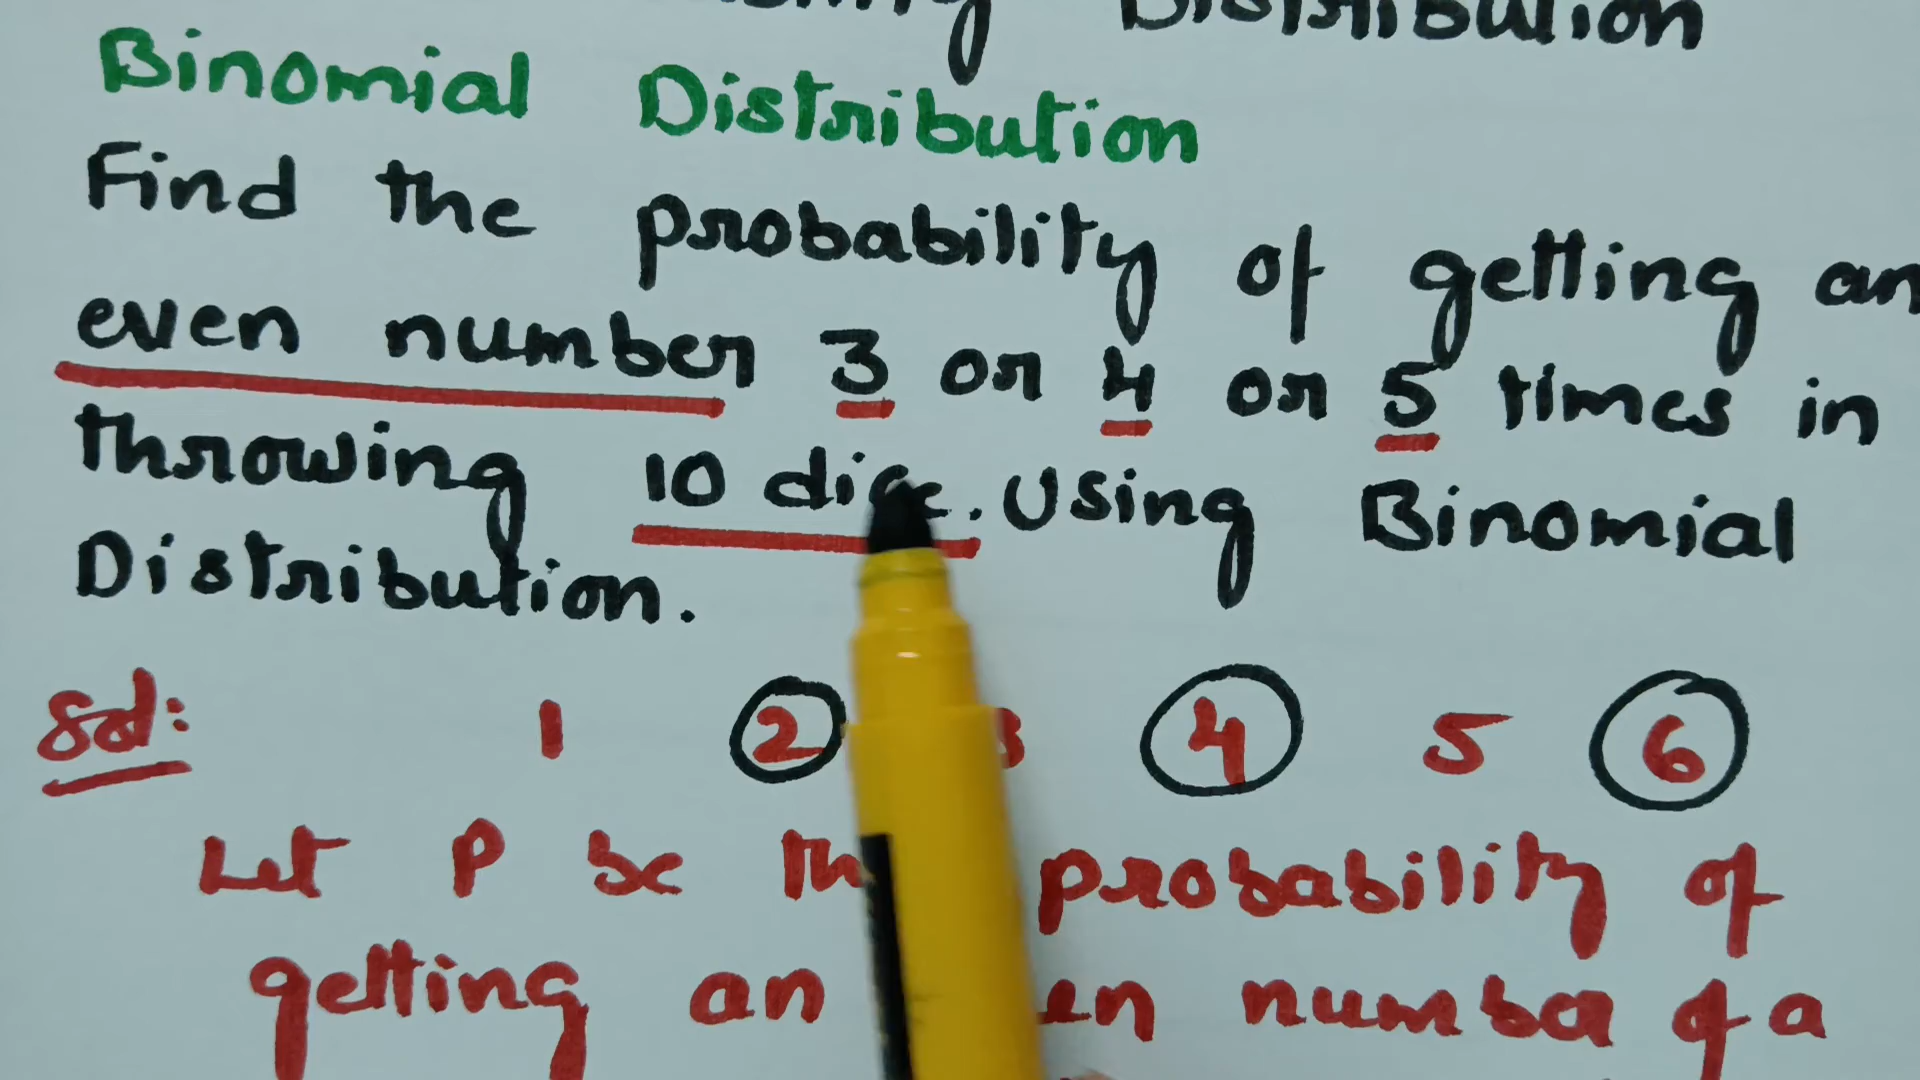 Distribution
Binomial Distribution
Find the probability of getting an
even number 3 or 4 or 5 times in
throwing 10 dice. Using Binomial
Distribution.
Sol: 1 2 3 4 5 6
Let P be the probability of
getting an number of a